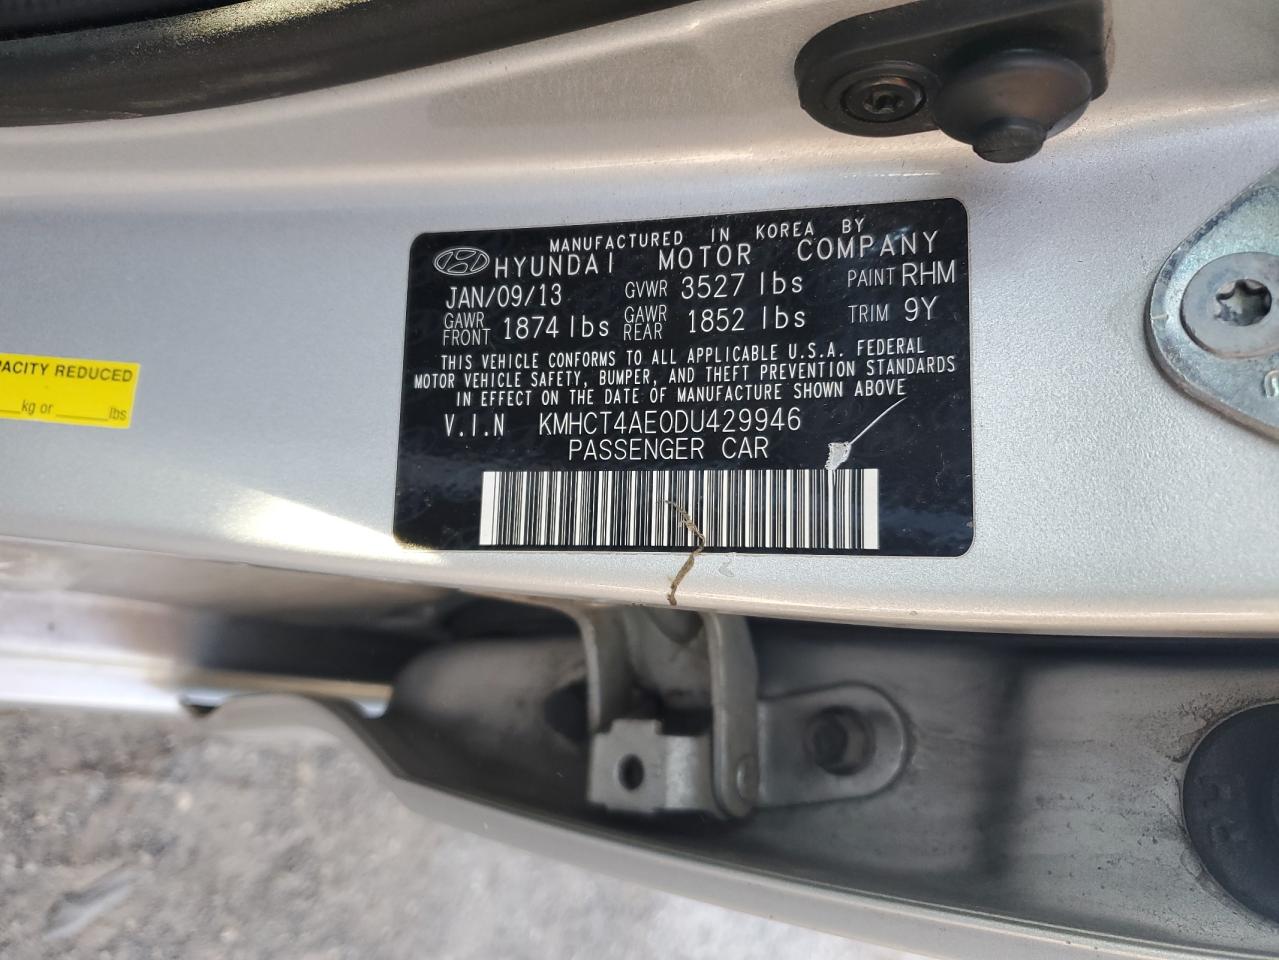 MANUFACTURED IN KOREA BY
HYUNDAI MOTOR COMPANY
JAN/09/13 GVWR 3527 lbs PAINT RHM
GAWR FRONT 1874 lbs GAWR REAR 1852 lbs TRIM 9Y
THIS VEHICLE CONFORMS TO ALL APPLICABLE U.S.A. FEDERAL
MOTOR VEHICLE SAFETY, BUMPER, AND THEFT PREVENTION STANDARDS
IN EFFECT ON THE DATE OF MANUFACTURE SHOWN ABOVE
V.I.N KMHCT4AE0DU429946
PASSENGER CAR
REDUCED
kg or lbs